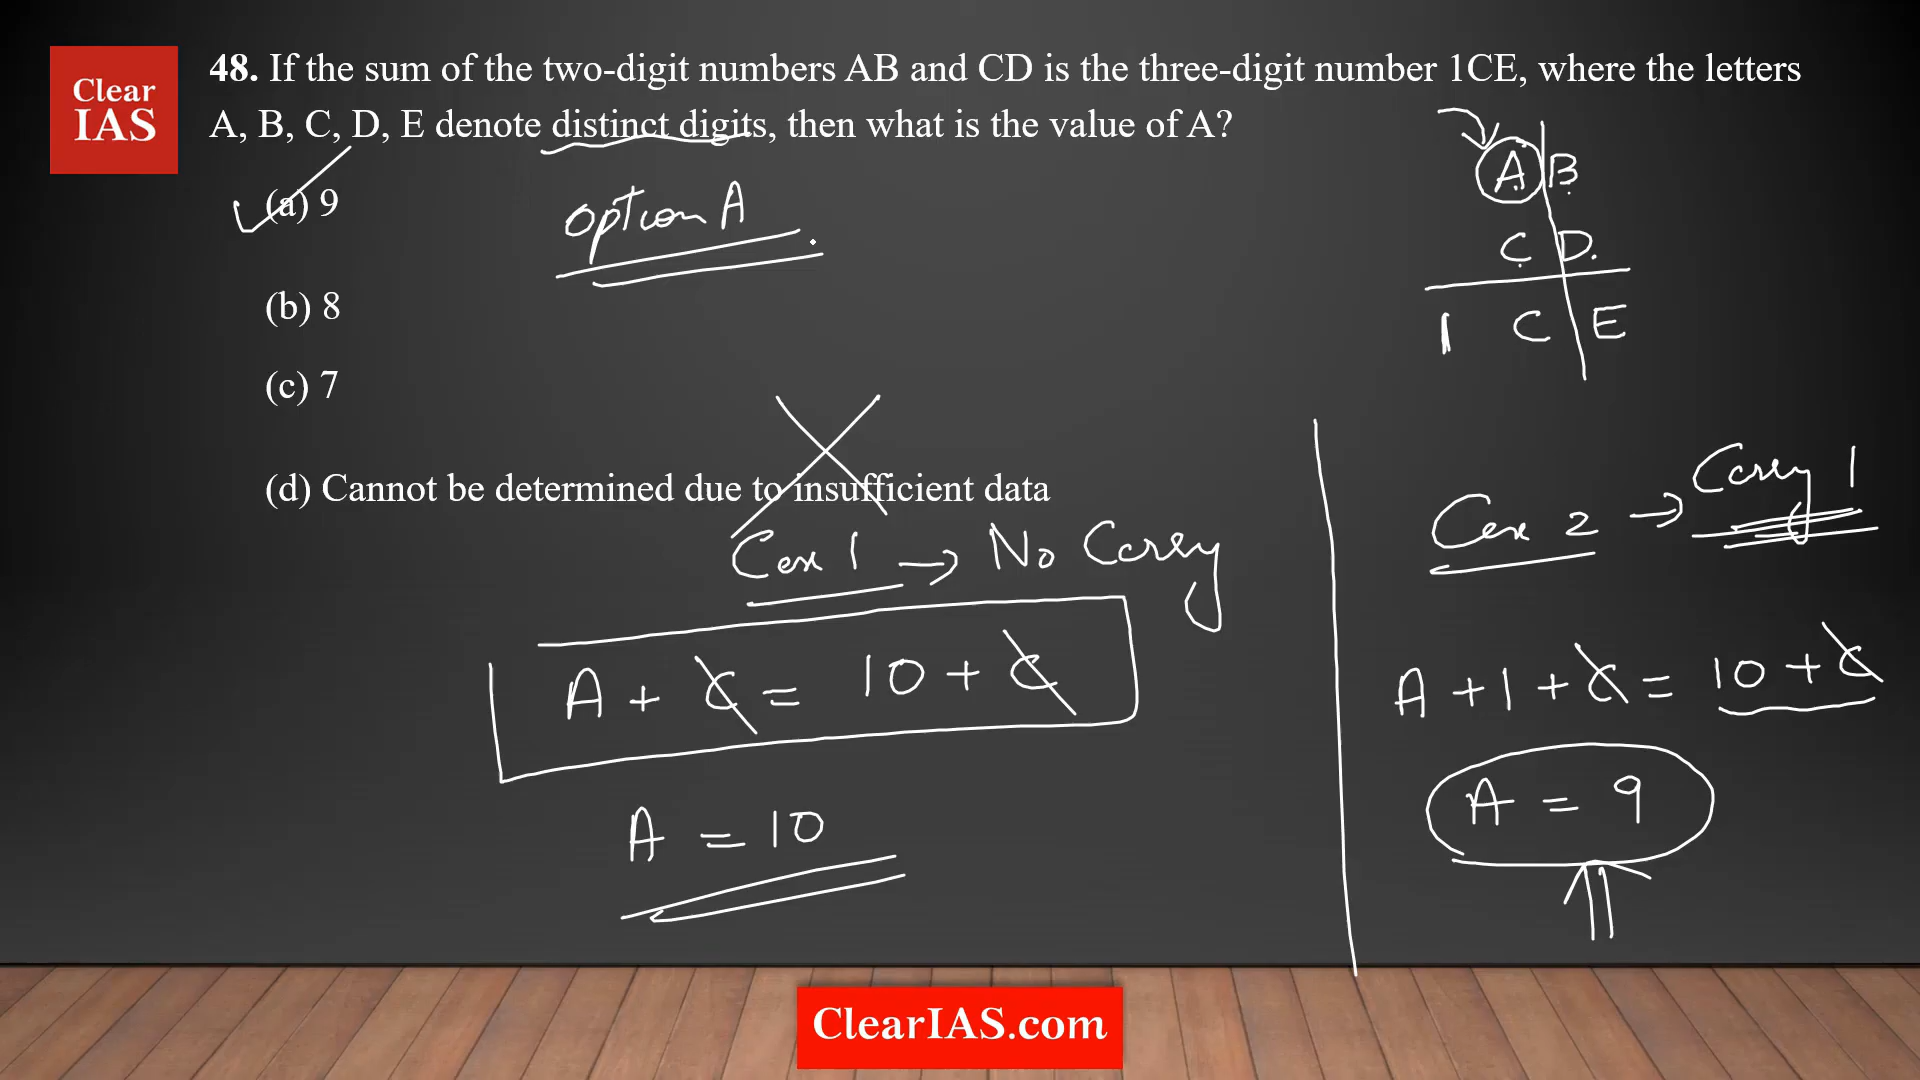 Clear
IAS
48. If the sum of the two-digit numbers AB and CD is the three-digit number 1CE, where the letters
A, B, C, D, E denote distinct digits, then what is the value of A?
(a) 9
option A
(b) 8
(c) 7
(d) Cannot be determined due to insufficient data
A B
C D.
1 C E
Case 1 → No Carry
A + C = 10 + C
A = 10
Case 2 → Carry 1
A + 1 + C = 10 + C
A = 9
ClearIAS.com